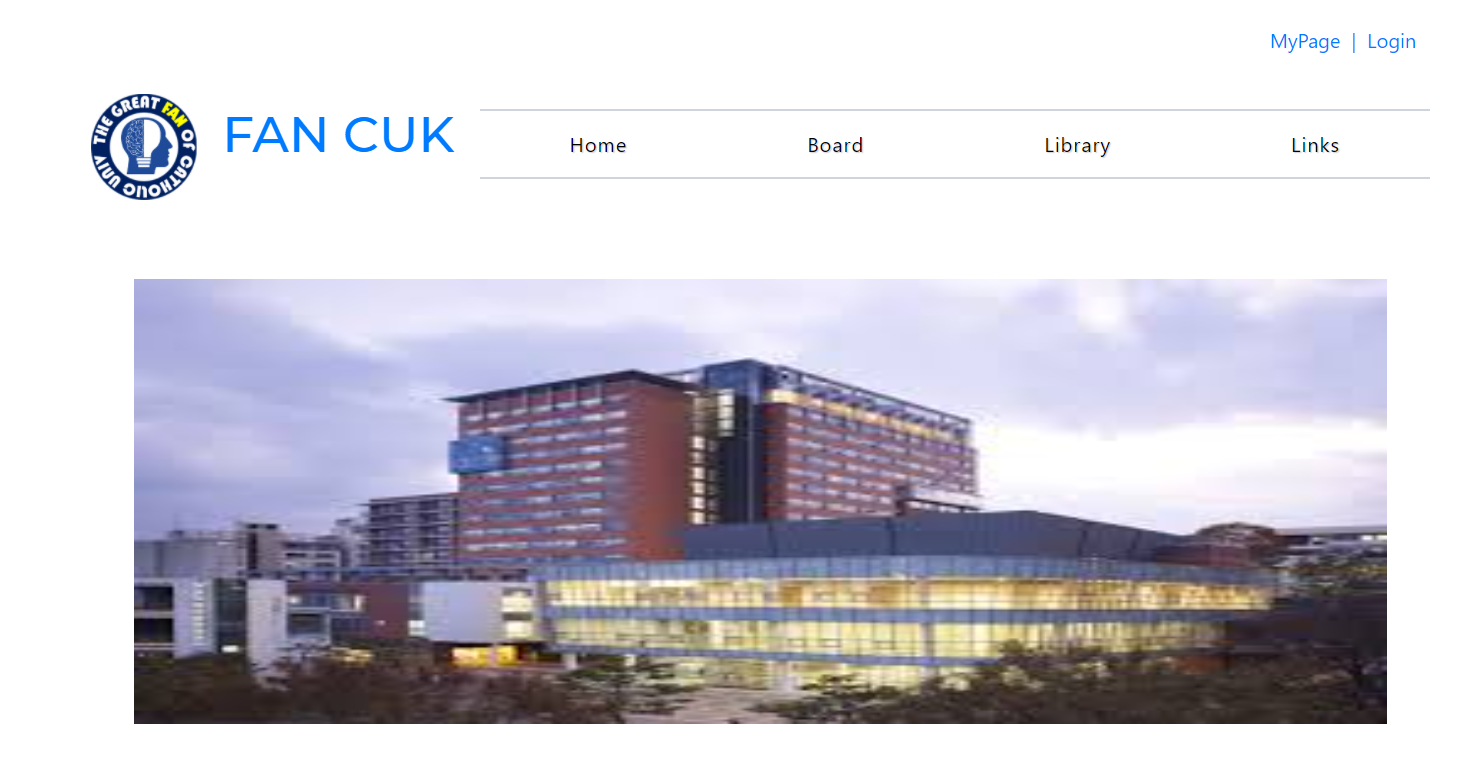 MyPage | Login
THE GREAT FAN OF CATHOLIC UNIV
FAN CUK
Home Board Library Links